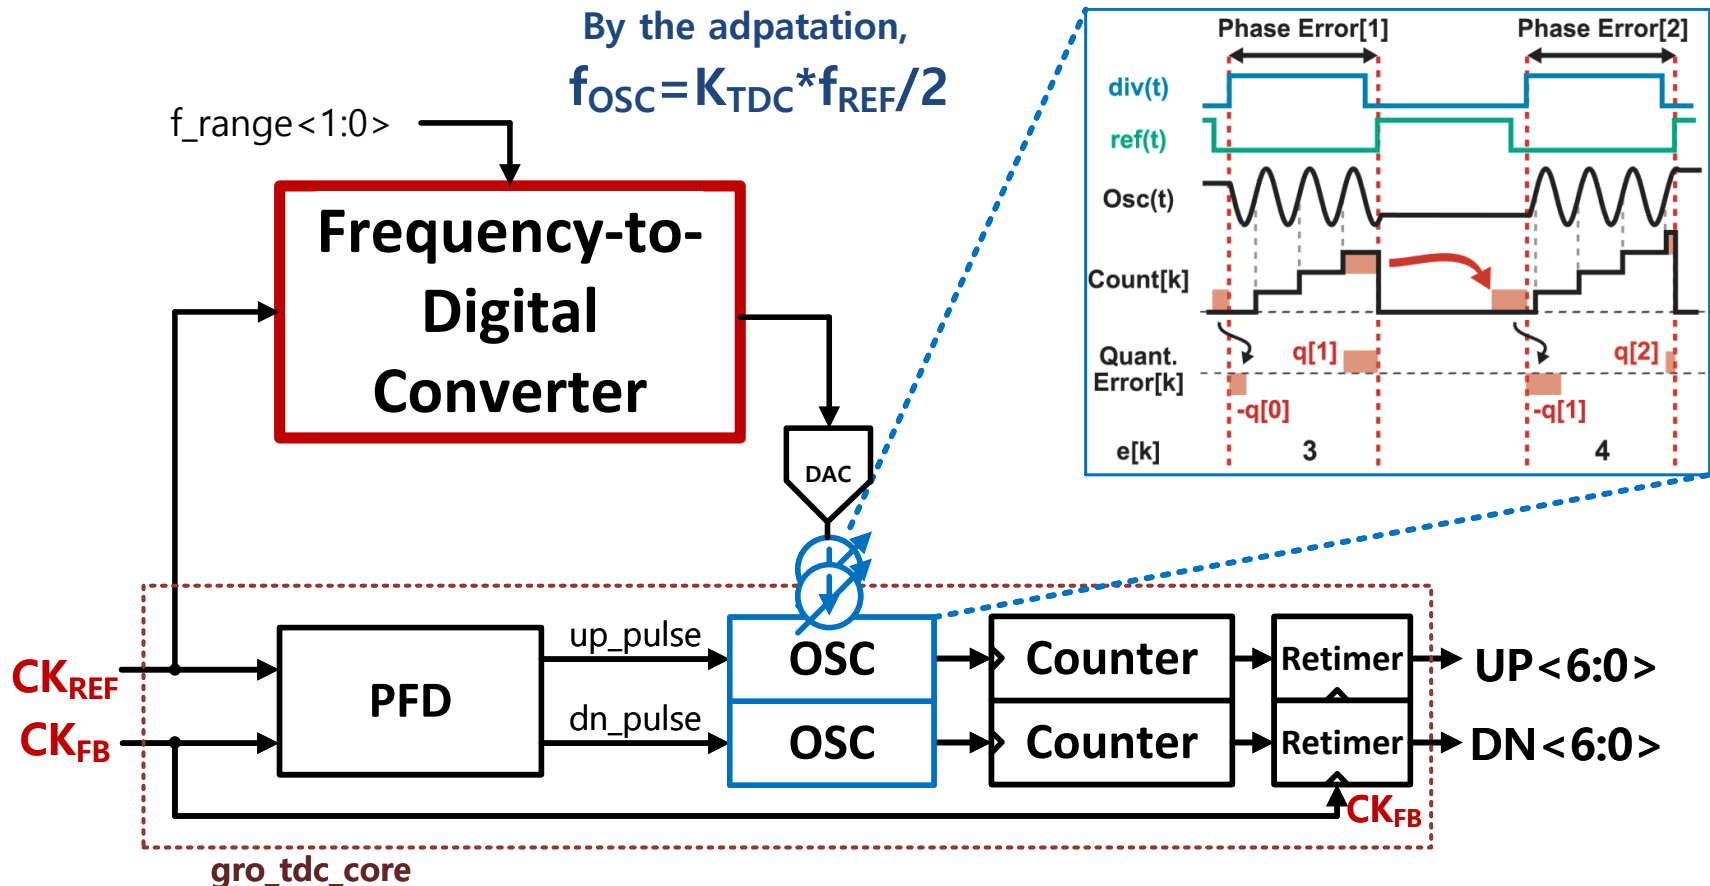 By the adpatation,
fOSC=KTDC*fREF/2
f_range<1:0>
Frequency-to-
Digital
Converter
DAC
Phase Error[1]
Phase Error[2]
div(t)
ref(t)
Osc(t)
Count[k]
Quant.
Error[k]
q[1]
q[2]
-q[0]
-q[1]
e[k]
3
4
CKREF
CKFB
PFD
up_pulse
dn_pulse
OSC
OSC
Counter
Counter
Retimer
Retimer
UP<6:0>
DN<6:0>
CKFB
gro_tdc_core